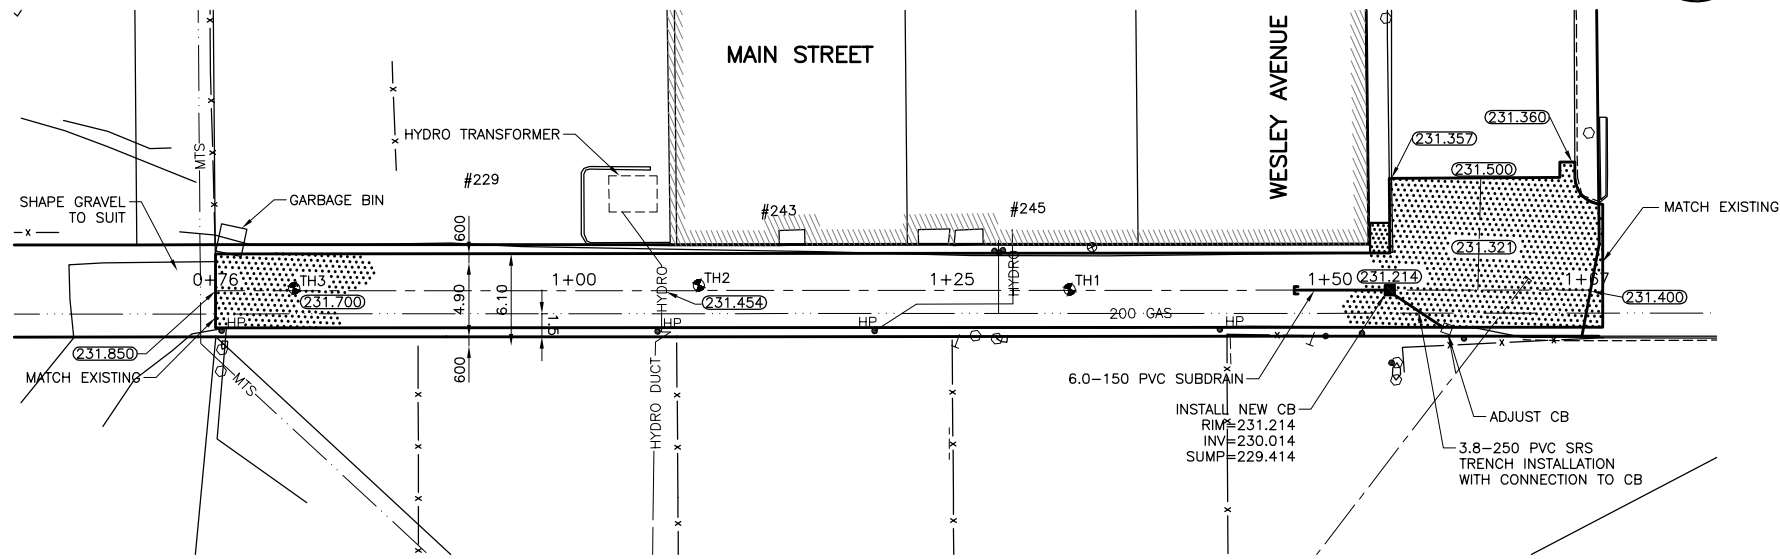 MAIN STREET
WESLEY AVENUE
231.360
231.357
HYDRO TRANSFORMER
MTS
231.500
#229
SHAPE GRAVEL
TO SUIT
GARBAGE BIN
#243
#245
MATCH EXISTING
600
231.321
0+76
TH3
1+00
HYDRO
TH2
1+25
HYDRO
TH1
1+50
231.214
1+67
231.700
4.90
6.10
231.454
231.400
1.5
HP
HP
HP
200 GAS
HP
231.850
MATCH EXISTING
MTS
600
HYDRO DUCT
6.0-150 PVC SUBDRAIN
INSTALL NEW CB
RIM=231.214
INV=230.014
SUMP=229.414
ADJUST CB
3.8-250 PVC SRS
TRENCH INSTALLATION
WITH CONNECTION TO CB